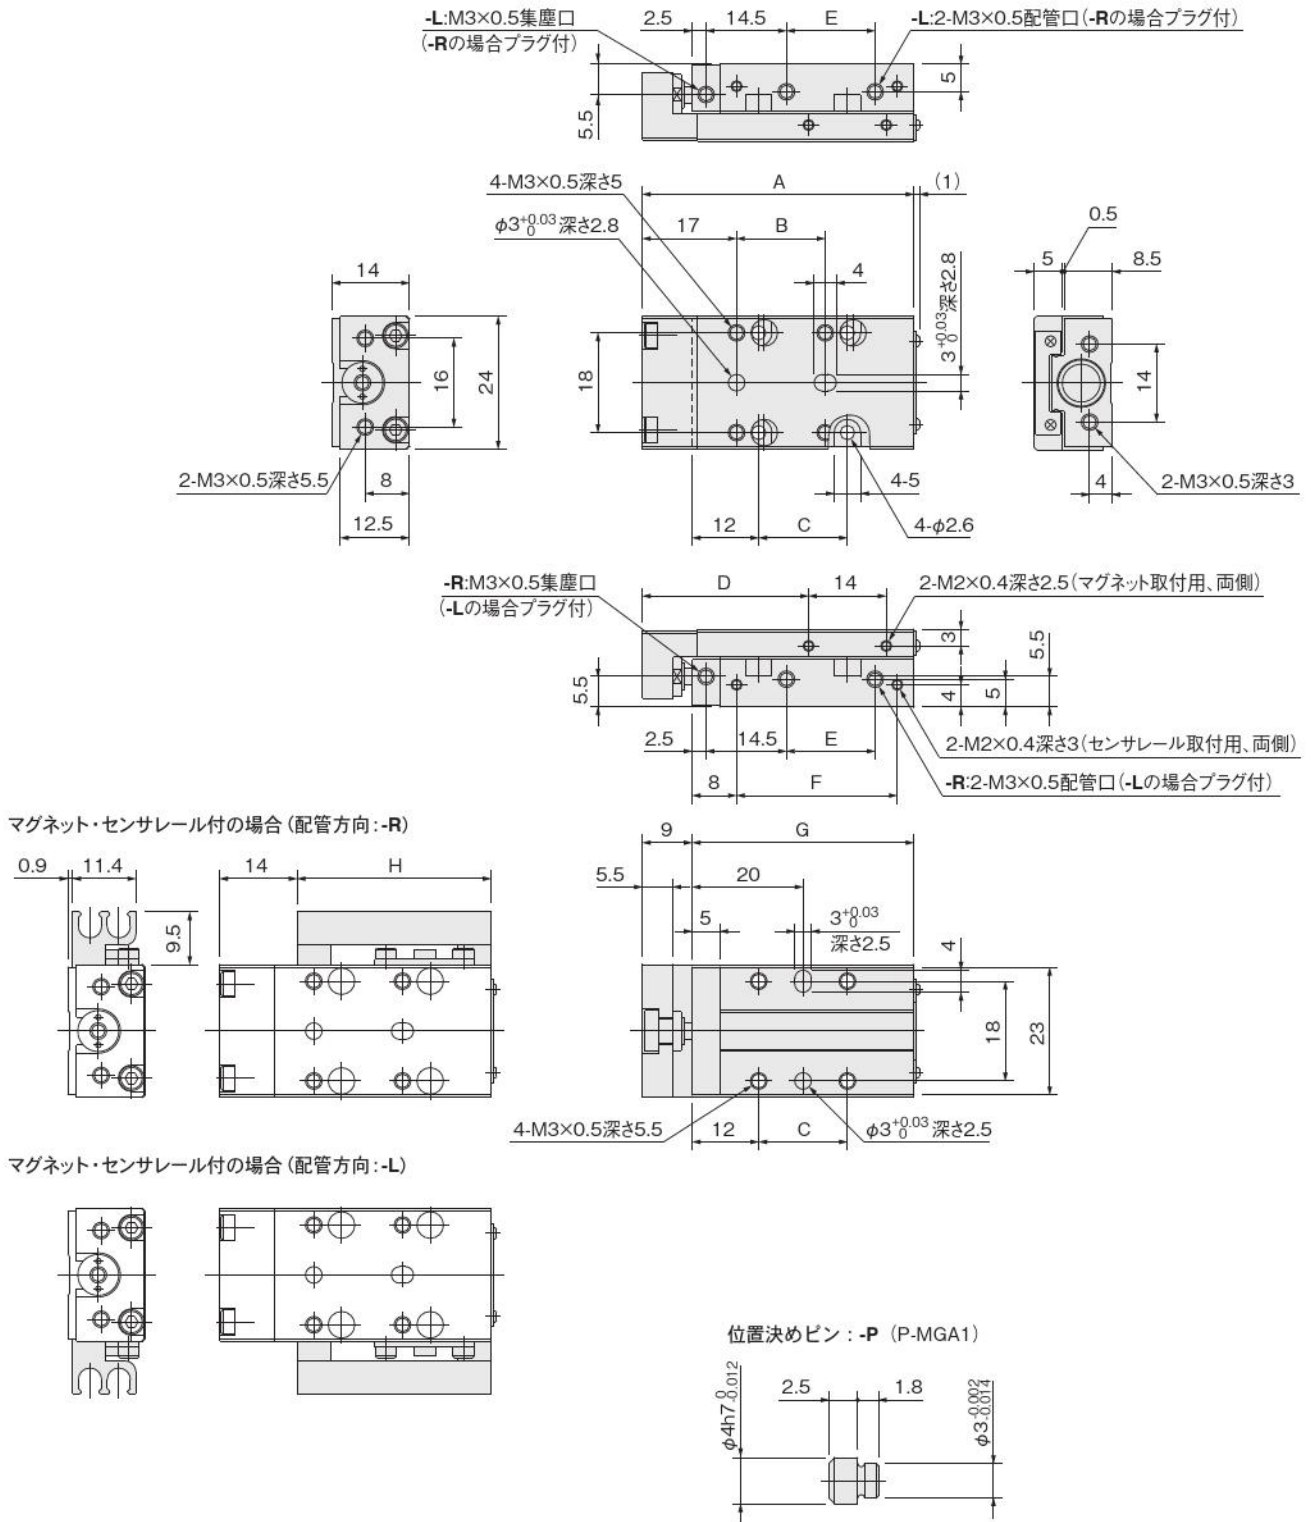 -L:M3×0.5集塵口
(-Rの場合プラグ付)
2.5
14.5
E
-L:2-M3×0.5配管口(-Rの場合プラグ付)
5
5.5
4-M3×0.5深さ5
A
(1)
φ3 +0.03 0 深さ2.8
17
B
4
3 +0.03 0 深さ2.8
0.5
5
8.5
14
18
16
24
14
2-M3×0.5深さ5.5
8
12.5
4-5
12
C
4-φ2.6
4
2-M3×0.5深さ3
-R:M3×0.5集塵口
(-Lの場合プラグ付)
D
14
2-M2×0.4深さ2.5(マグネット取付用、両側)
3
5.5
5.5
4
5
2.5
14.5
E
2-M2×0.4深さ3(センサレール取付用、両側)
8
F
-R:2-M3×0.5配管口(-Lの場合プラグ付)
マグネット・センサレール付の場合(配管方向:-R)
0.9
11.4
14
H
9.5
9
G
5.5
20
5
3 +0.03 0
深さ2.5
4
18
23
4-M3×0.5深さ5.5
12
C
φ3 +0.03 0 深さ2.5
マグネット・センサレール付の場合(配管方向:-L)
位置決めピン:-P (P-MGA1)
φ4h7 0 -0.012
2.5
1.8
φ3 -0.002 -0.014